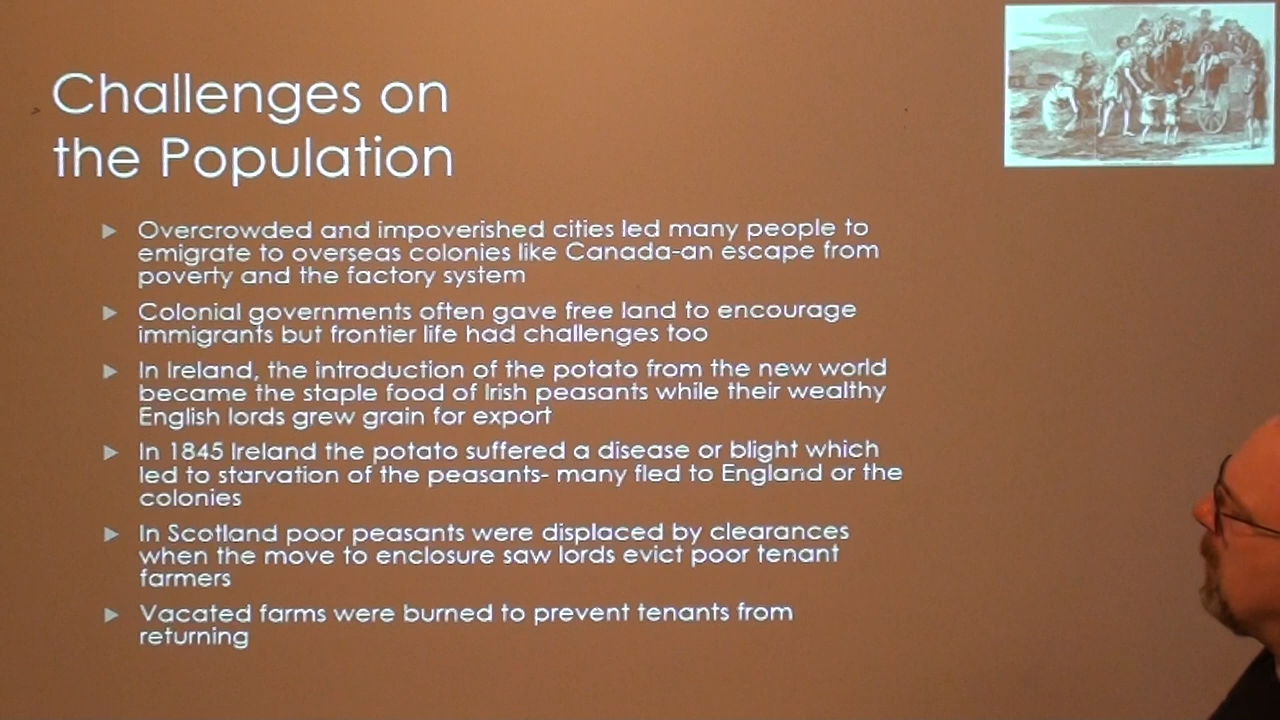 Challenges on
the Population
Overcrowded and impoverished cities led many people to
emigrate to overseas colonies like Canada-an escape from
poverty and the factory system
Colonial governments often gave free land to encourage
immigrants but frontier life had challenges too
In Ireland, the introduction of the potato from the new world
became the staple food of Irish peasants while their wealthy
English lords grew grain for export
In 1845 Ireland the potato suffered a disease or blight which
led to starvation of the peasants- many fled to England or the
colonies
In Scotland poor peasants were displaced by clearances
when the move to enclosure saw lords evict poor tenant
farmers
Vacated farms were burned to prevent tenants from
returning